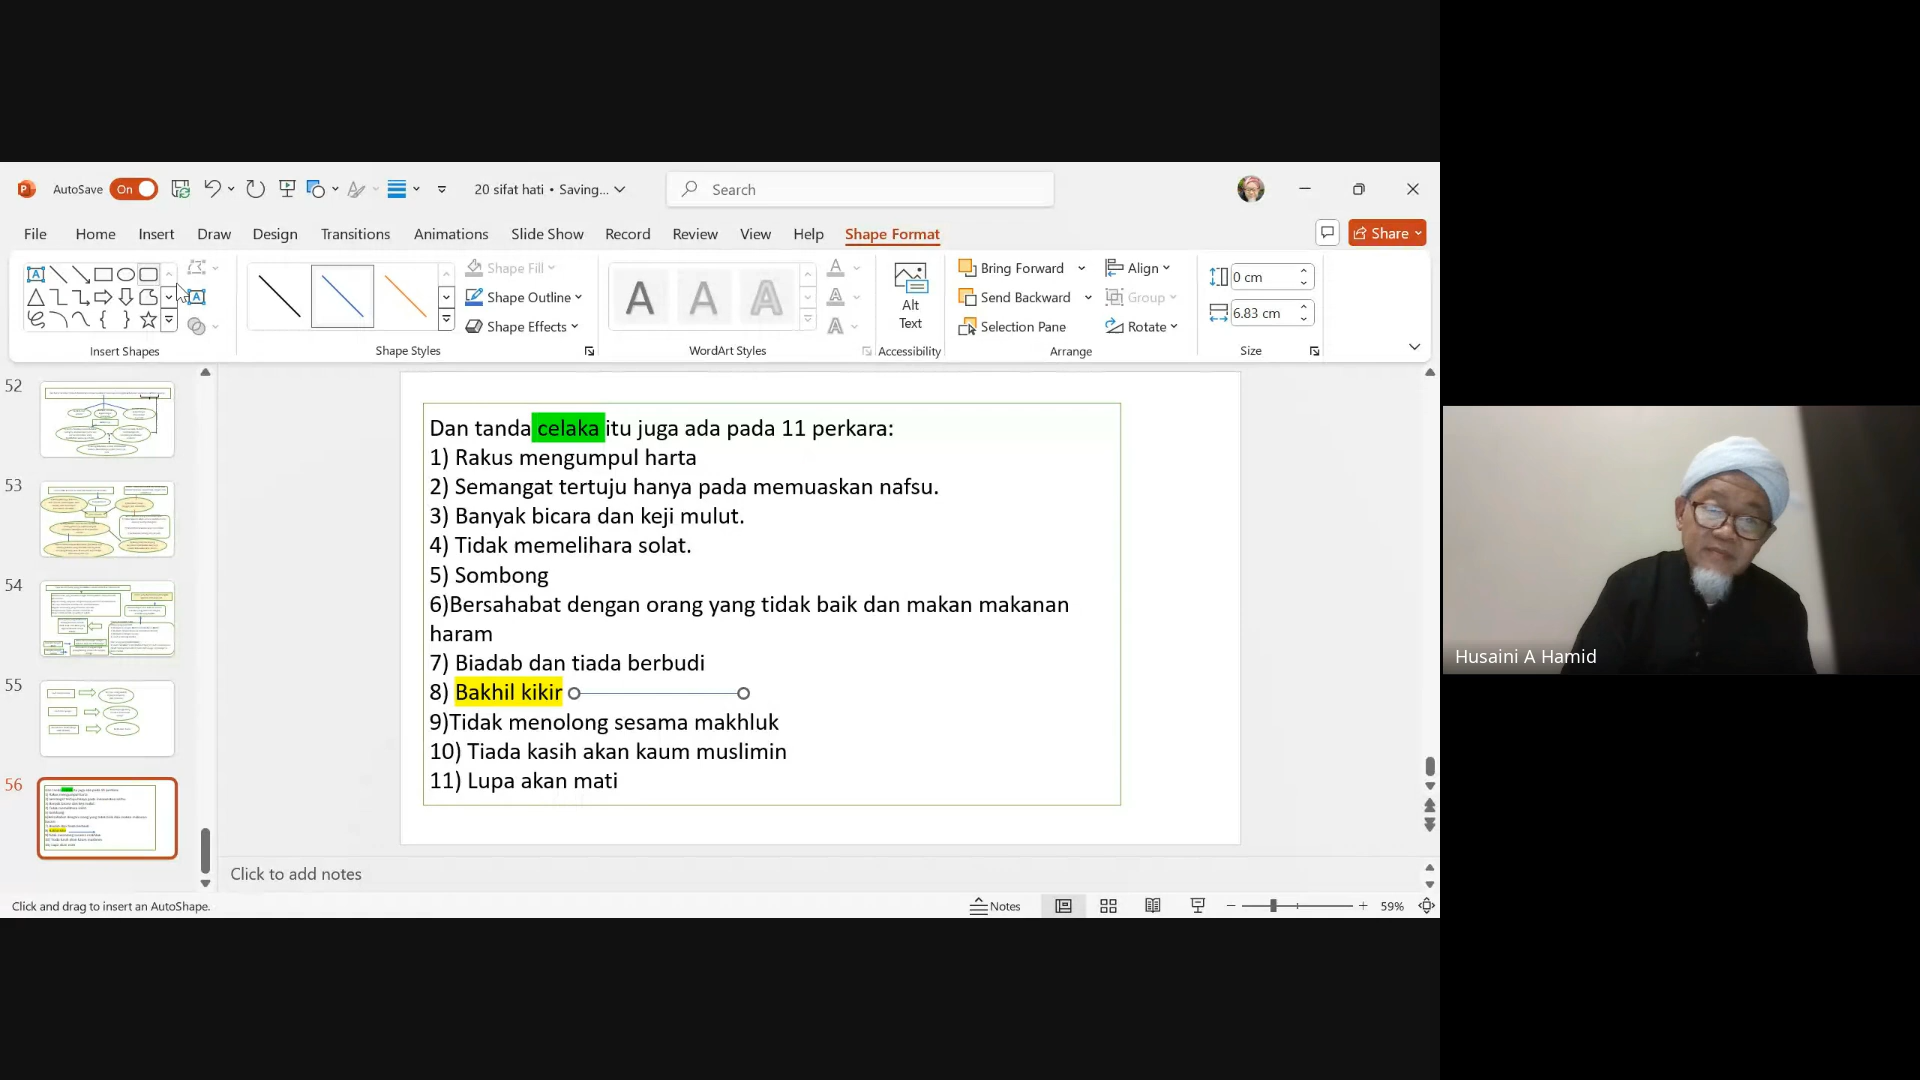 AutoSave On 20 sifat hati • Saving... Search
File Home Insert Draw Design Transitions Animations Slide Show Record Review View Help Shape Format Share
Shape Fill
Shape Outline
Shape Effects
Alt Text
Bring Forward
Send Backward
Selection Pane
Align
Group
Rotate
0 cm
6.83 cm
Insert Shapes Shape Styles WordArt Styles Accessibility Arrange Size
52
53
54
55
56
Dan tanda celaka itu juga ada pada 11 perkara:
1) Rakus mengumpul harta
2) Semangat tertuju hanya pada memuaskan nafsu.
3) Banyak bicara dan keji mulut.
4) Tidak memelihara solat.
5) Sombong
6)Bersahabat dengan orang yang tidak baik dan makan makanan
haram
7) Biadab dan tiada berbudi
8) Bakhil kikir
9)Tidak menolong sesama makhluk
10) Tiada kasih akan kaum muslimin
11) Lupa akan mati
Click to add notes
Click and drag to insert an AutoShape. Notes 59%
Husaini A Hamid